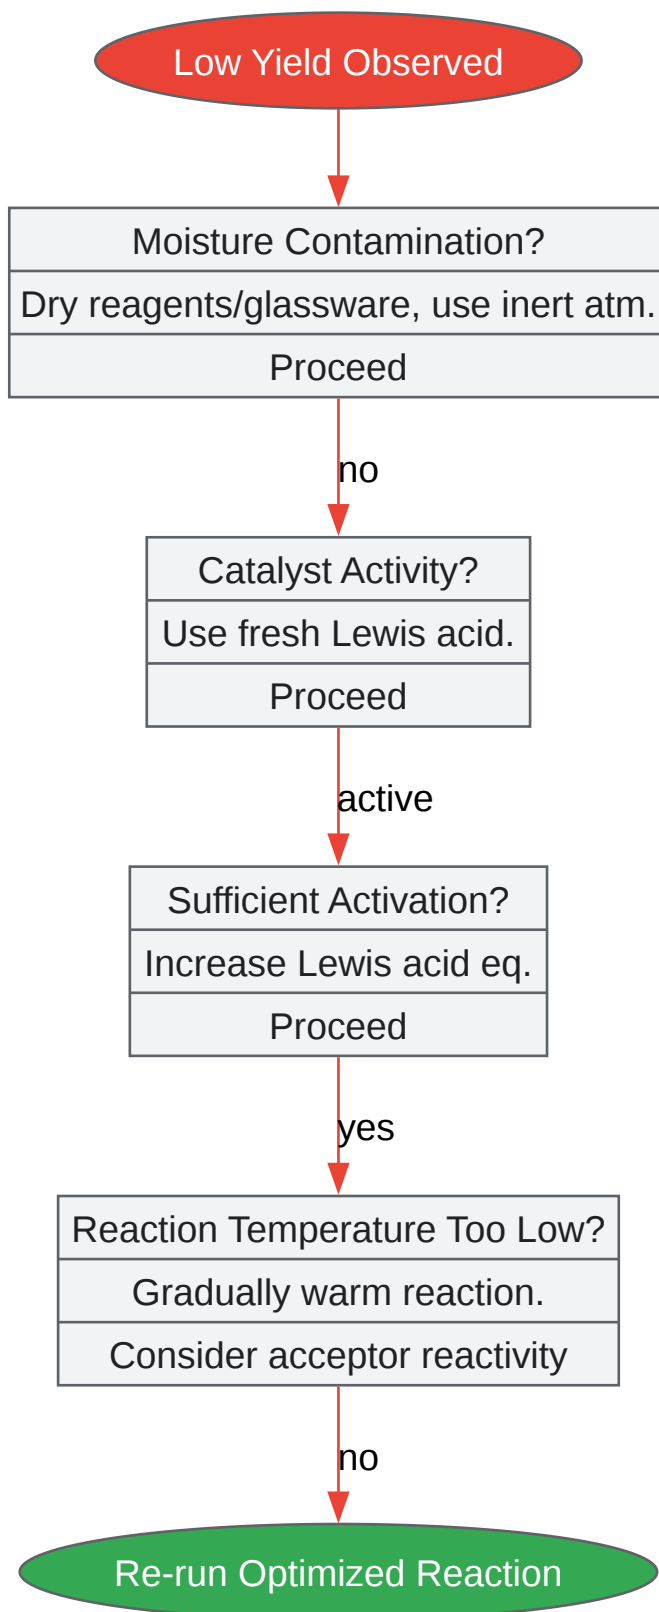 Low Yield Observed
Moisture Contamination?
Dry reagents/glassware, use inert atm.
Proceed
no
Catalyst Activity?
Use fresh Lewis acid.
Proceed
active
Sufficient Activation?
Increase Lewis acid eq.
Proceed
yes
Reaction Temperature Too Low?
Gradually warm reaction.
Consider acceptor reactivity
no
Re-run Optimized Reaction